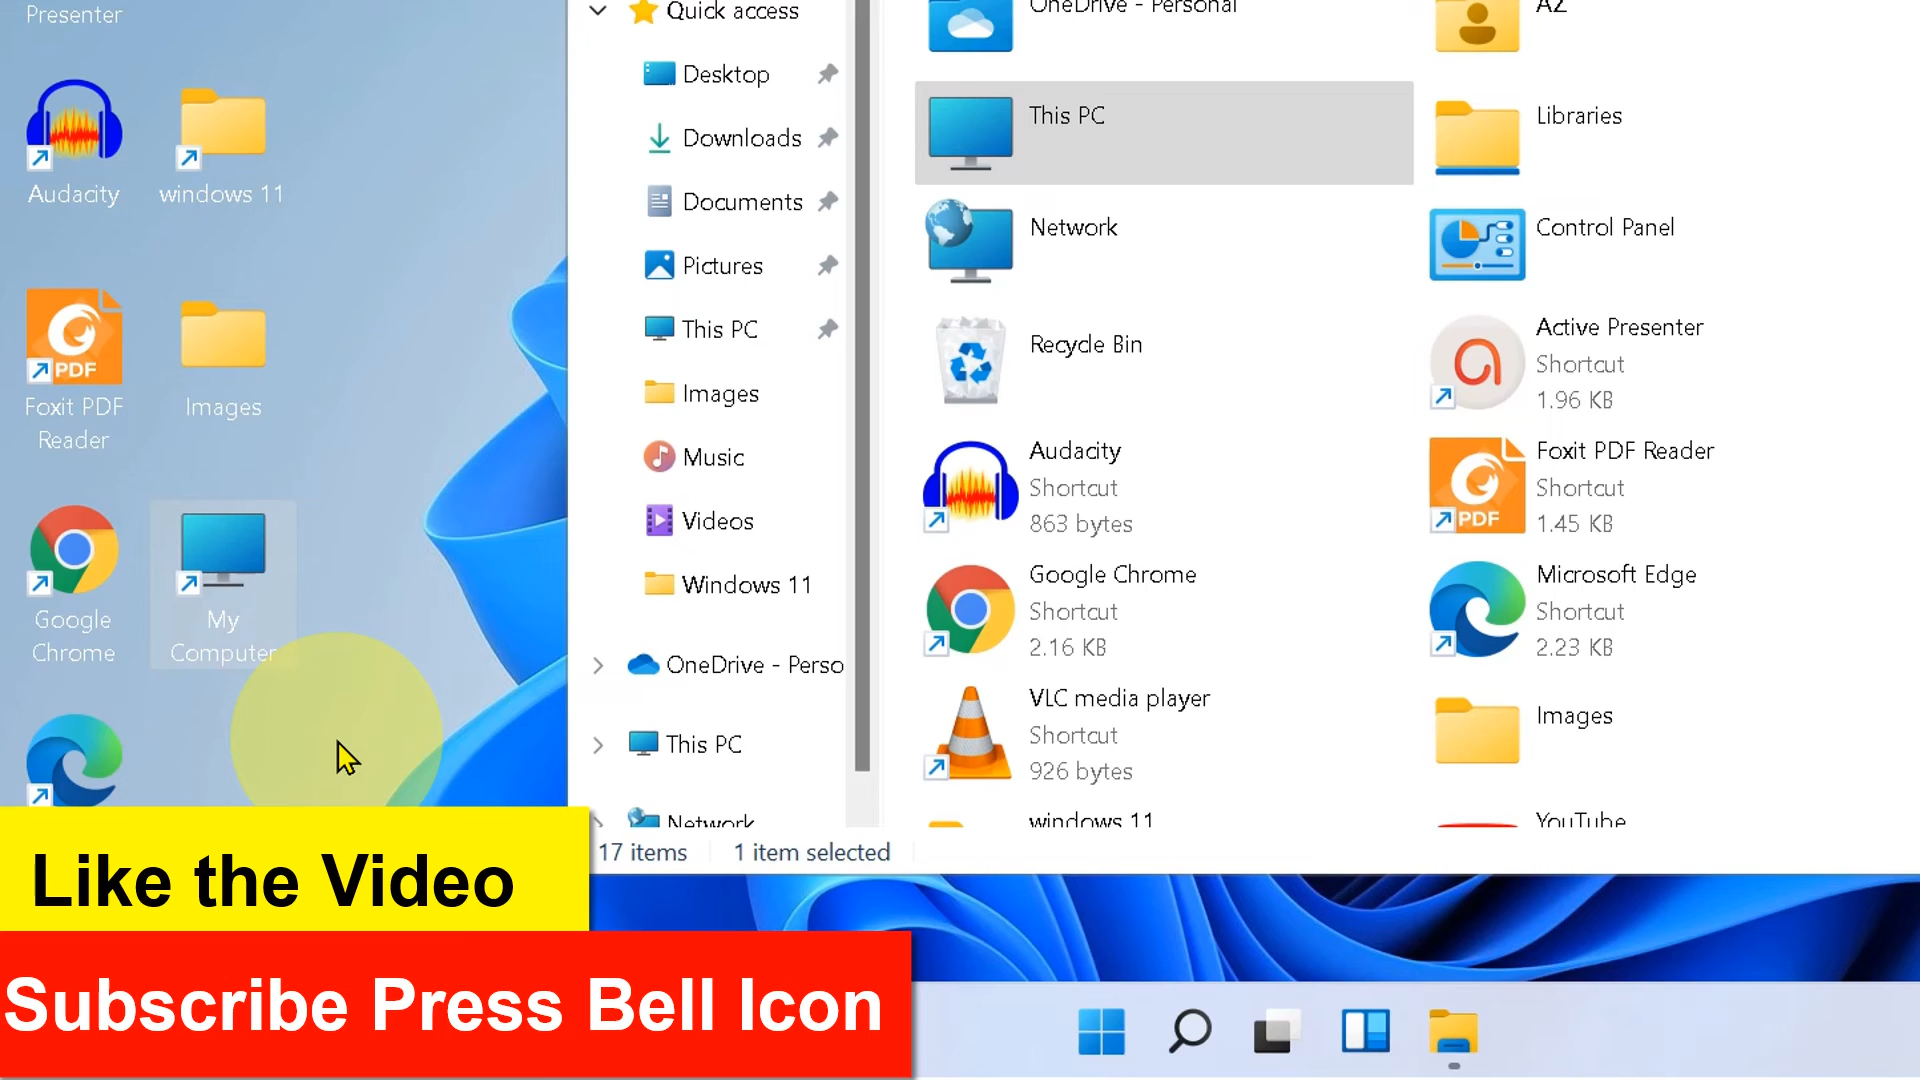 Presenter
Audacity
windows 11
Foxit PDF
Reader
Images
Google
Chrome
My
Computer
Quick access
Desktop
Downloads
Documents
Pictures
This PC
Images
Music
Videos
Windows 11
OneDrive - Perso
This PC
Network
OneDrive - Personal
AZ
This PC
Libraries
Network
Control Panel
Recycle Bin
Active Presenter
Shortcut
1.96 KB
Audacity
Shortcut
863 bytes
Foxit PDF Reader
Shortcut
1.45 KB
PDF
PDF
Google Chrome
Shortcut
2.16 KB
Microsoft Edge
Shortcut
2.23 KB
VLC media player
Shortcut
926 bytes
Images
windows 11
YouTube
17 items
1 item selected
Like the Video
Subscribe Press Bell Icon